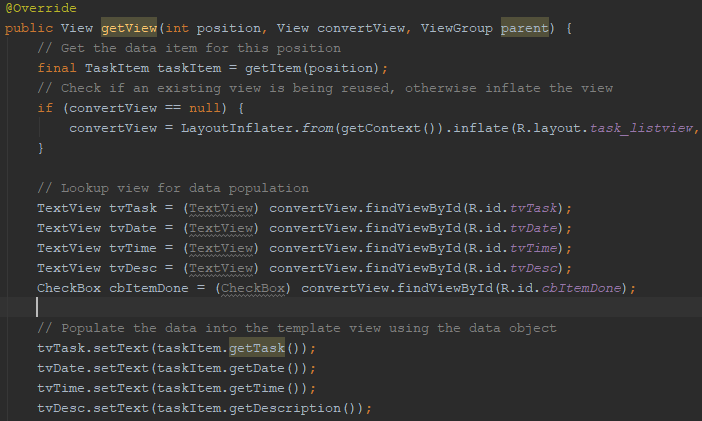 @Override
public View getView(int position, View convertView, ViewGroup parent) {
// Get the data item for this position
final TaskItem taskItem = getItem(position);
// Check if an existing view is being reused, otherwise inflate the view
if (convertView == null) {
convertView = LayoutInflater.from(getContext()).inflate(R.layout.task_listview,
}
// Lookup view for data population
TextView tvTask = (TextView) convertView.findViewById(R.id.tvTask);
TextView tvDate = (TextView) convertView.findViewById(R.id.tvDate);
TextView tvTime = (TextView) convertView.findViewById(R.id.tvTime);
TextView tvDesc = (TextView) convertView.findViewById(R.id.tvDesc);
CheckBox cbItemDone = (CheckBox) convertView.findViewById(R.id.cbItemDone);
// Populate the data into the template view using the data object
tvTask.setText(taskItem.getTask());
tvDate.setText(taskItem.getDate());
tvTime.setText(taskItem.getTime());
tvDesc.setText(taskItem.getDescription());